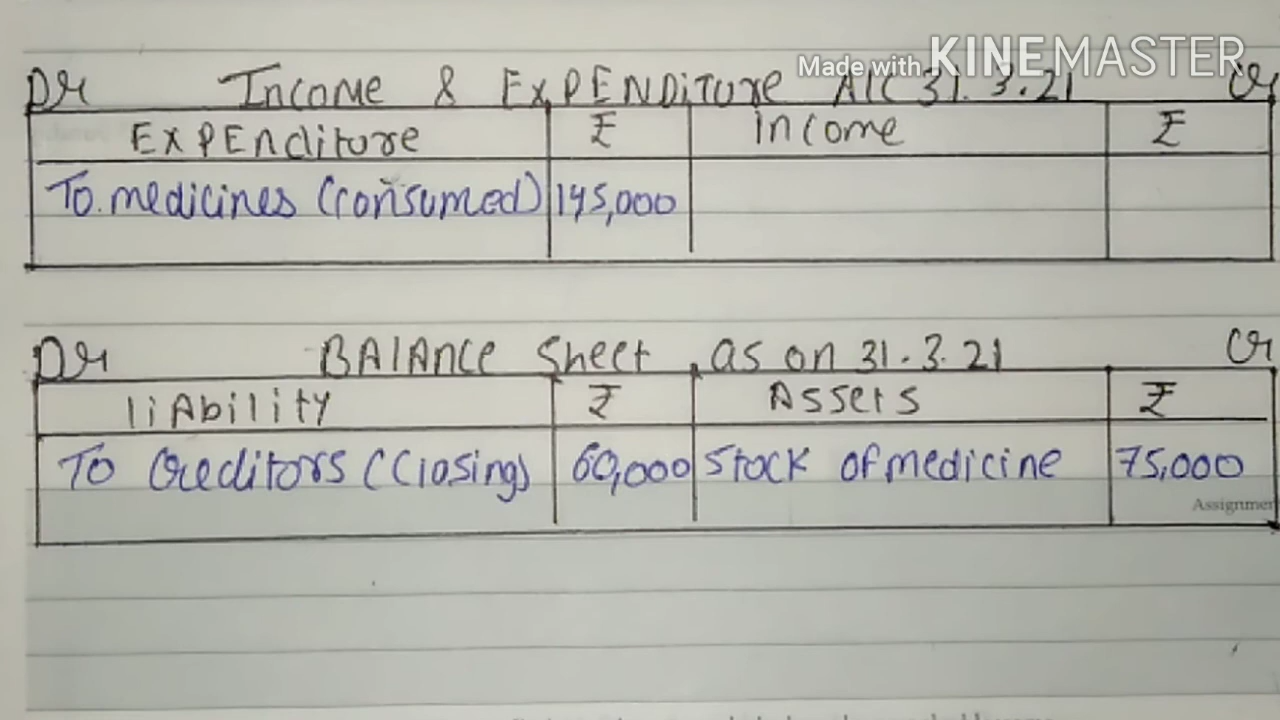 Made with KINEMASTER
Dr Income & Expenditure A/C 31.3.21 Cr
Expenditure ₹ Income ₹
To. medicines (consumed) 145,000
Dr Balance Sheet as on 31.3.21 Cr
liAbility ₹ Assets ₹
To Creditors (Closing) 60,000 Stock of medicine 75,000